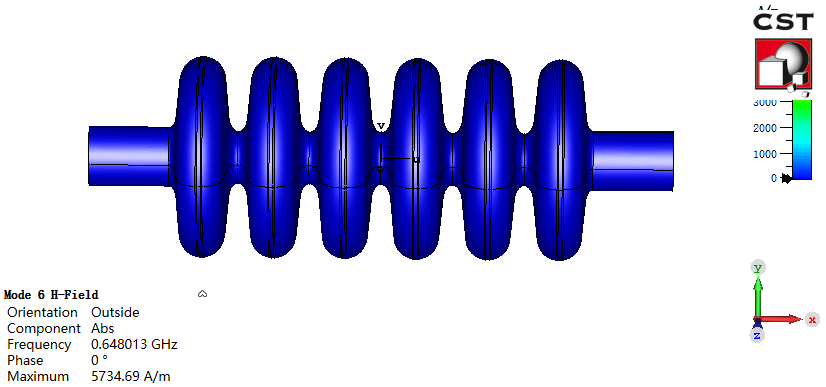 CST
3000
2000
1000
0
v
u
y
x
z
Mode 6 H-Field
Orientation Outside
Component Abs
Frequency 0.648013 GHz
Phase 0 °
Maximum 5734.69 A/m